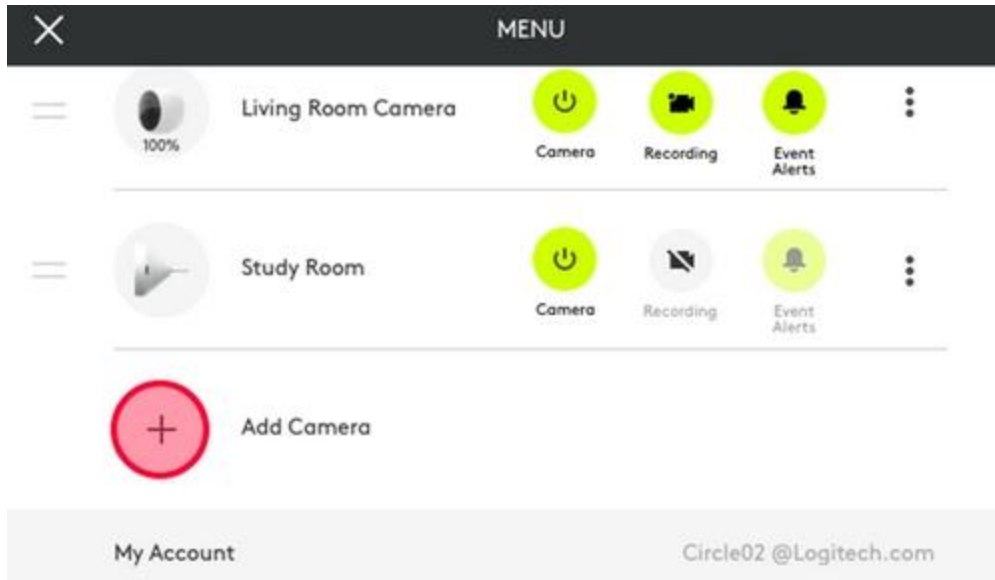 MENU
Living Room Camera
100%
Camera
Recording
Event
Alerts
Study Room
Camera
Recording
Event
Alerts
Add Camera
My Account
Circle02 @Logitech.com